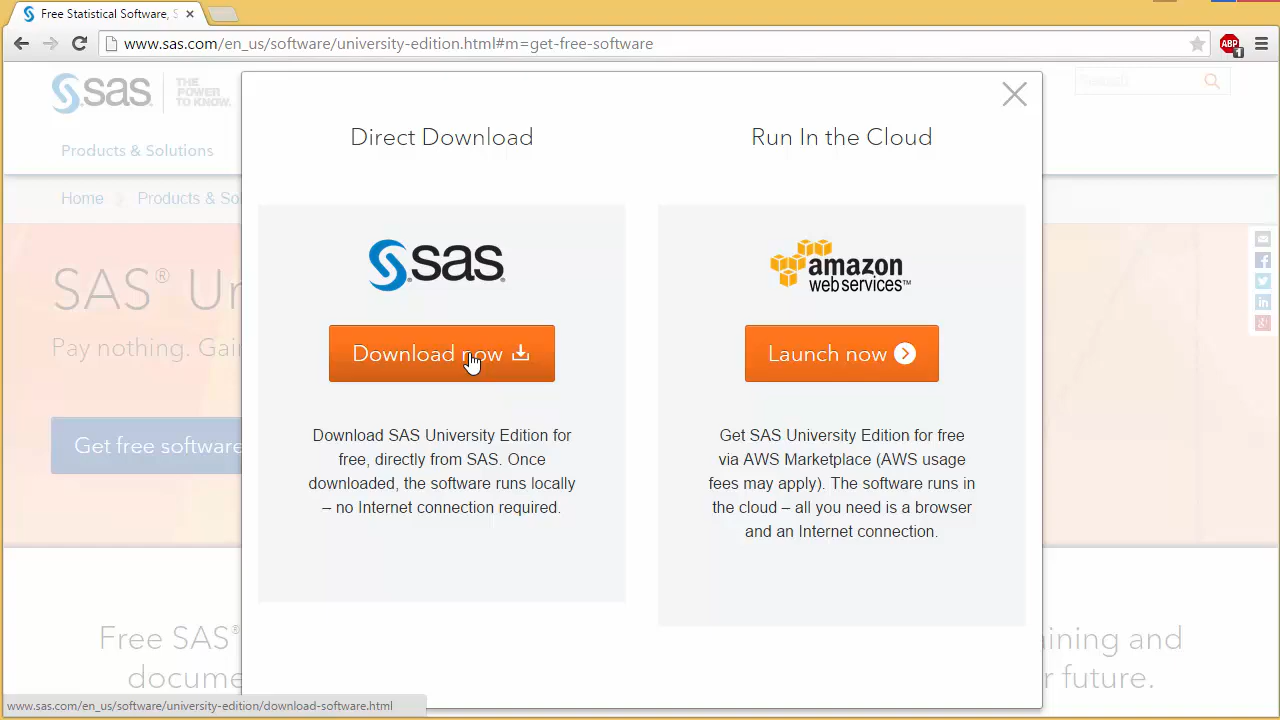 Free Statistical Software, S
www.sas.com/en_us/software/university-edition.html#m=get-free-software
ABP
1
sas
THE
POWER
TO KNOW.
Search
Products & Solutions
Home
Products & Sol
SAS® Un
Pay nothing. Gai
Get free software
Direct Download
sas
Download now
Download SAS University Edition for
free, directly from SAS. Once
downloaded, the software runs locally
– no Internet connection required.
Run In the Cloud
amazon
web services™
Launch now
Get SAS University Edition for free
via AWS Marketplace (AWS usage
fees may apply). The software runs in
the cloud – all you need is a browser
and an Internet connection.
Free SAS® aining and
docume r future.
www.sas.com/en_us/software/university-edition/download-software.html